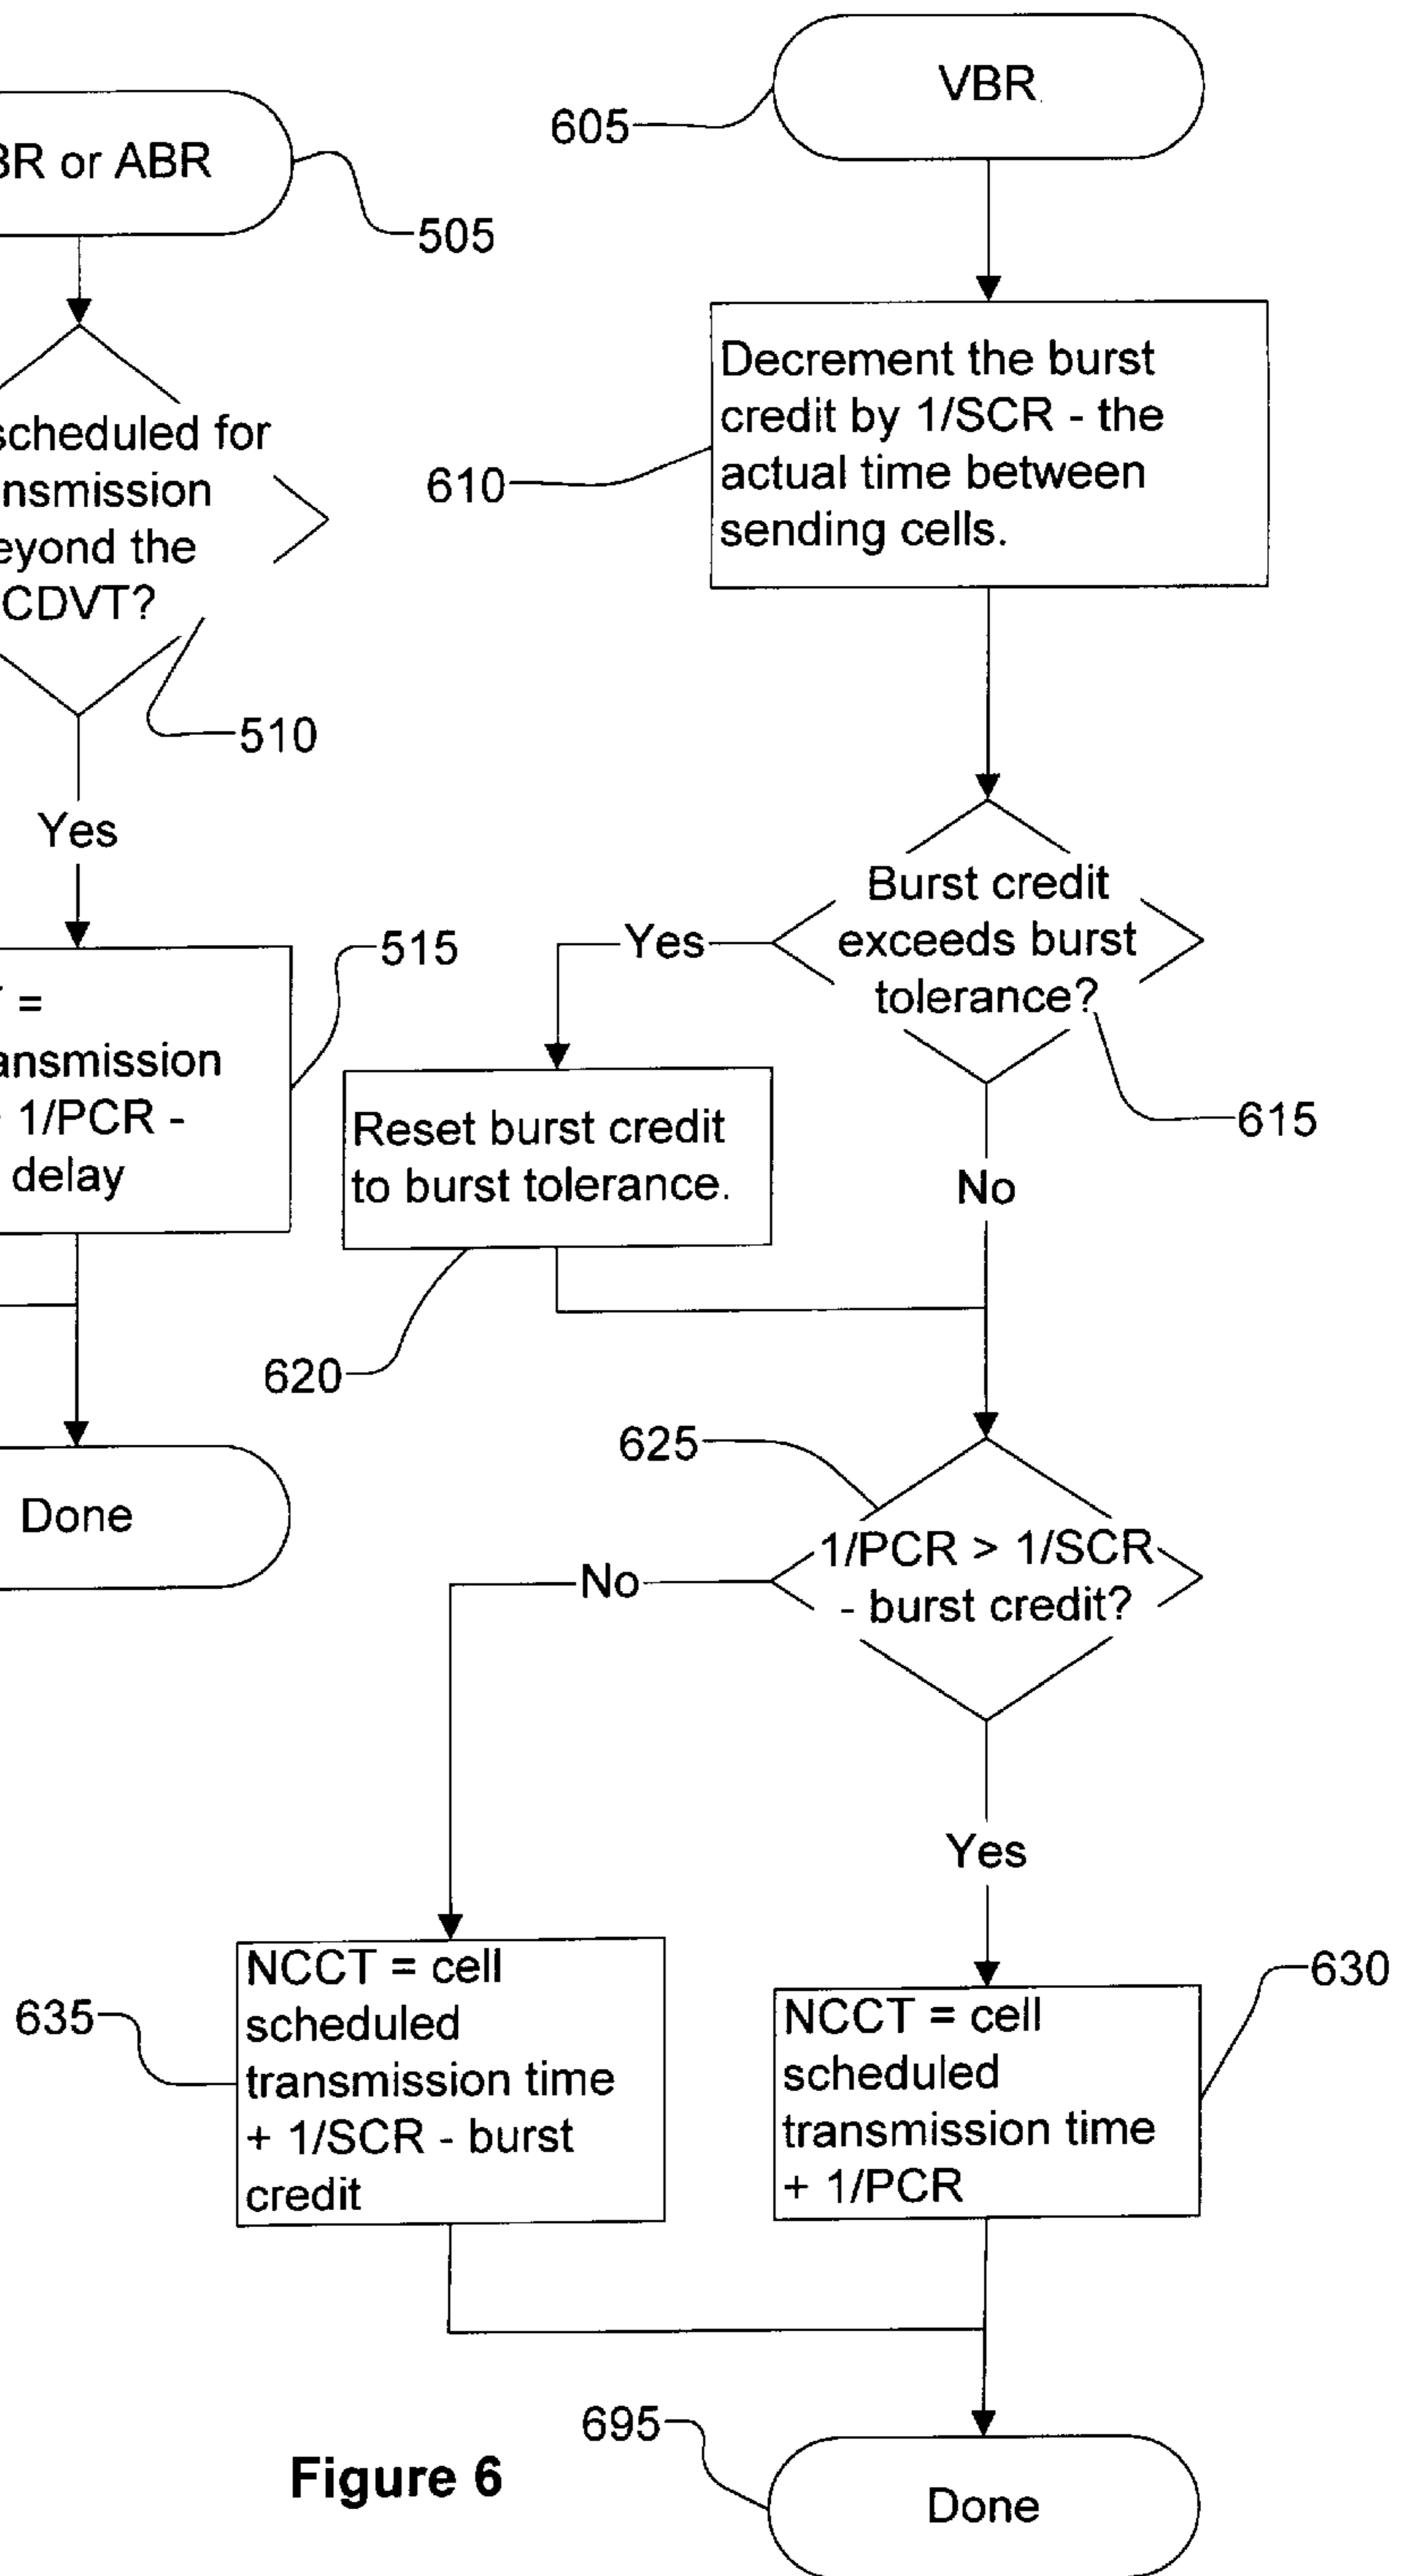 BR or ABR
505
scheduled for
nsmission
eyond the
CDVT?
510
Yes
515
=
ansmission
1/PCR -
delay
Done
VBR
605
Decrement the burst
credit by 1/SCR - the
actual time between
sending cells.
610
Burst credit
exceeds burst
tolerance?
615
Yes
Reset burst credit
to burst tolerance.
620
No
625
1/PCR > 1/SCR
- burst credit?
No
Yes
NCCT = cell
scheduled
transmission time
+ 1/SCR - burst
credit
635
NCCT = cell
scheduled
transmission time
+ 1/PCR
630
695
Done
Figure 6